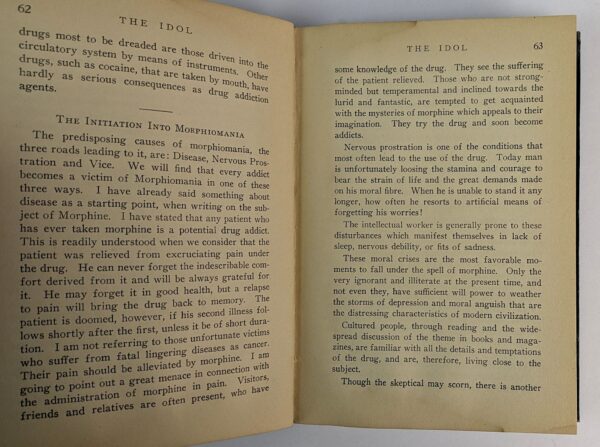 62
THE IDOL
drugs most to be dreaded are those driven into the
circulatory system by means of instruments. Other
drugs, such as cocaine, that are taken by mouth, have
hardly as serious consequences as drug addiction
agents.
THE INITIATION INTO MORPHIOMANIA
The predisposing causes of morphiomania, the
three roads leading to it, are: Disease, Nervous Pros-
tration and Vice. We will find that every addict
becomes a victim of Morphiomania in one of these
three ways. I have already said something about
disease as a starting point, when writing on the sub-
ject of Morphine. I have stated that any patient who
has ever taken morphine is a potential drug addict.
This is readily understood when we consider that the
patient was relieved from excruciating pain under
the drug. He can never forget the indescribable com-
fort derived from it and will be always grateful for
it. He may forget it in good health, but a relapse
to pain will bring the drug back to memory. The
patient is doomed, however, if his second illness fol-
lows shortly after the first, unless it be of short dura-
tion. I am not referring to those unfortunate victims
who suffer from fatal lingering diseases as cancer.
Their pain should be alleviated by morphine. I am
going to point out a great menace in connection with
the administration of morphine in pain. Visitors,
friends and relatives are often present, who have
THE IDOL
63
some knowledge of the drug. They see the suffering
of the patient relieved. Those who are not strong-
minded but temperamental and inclined towards the
lurid and fantastic, are tempted to get acquainted
with the mysteries of morphine which appeals to their
imagination. They try the drug and soon become
addicts.
Nervous prostration is one of the conditions that
most often lead to the use of the drug. Today man
is unfortunately loosing the stamina and courage to
bear the strain of life and the great demands made
on his moral fibre. When he is unable to stand it any
longer, how often he resorts to artificial means of
forgetting his worries!
The intellectual worker is generally prone to these
disturbances which manifest themselves in lack of
sleep, nervous debility, or fits of sadness.
These moral crises are the most favorable mo-
ments to fall under the spell of morphine. Only the
very ignorant and illiterate at the present time, and
not even they, have sufficient will power to weather
the storms of depression and moral anguish that are
the distressing characteristics of modern civilization.
Cultured people, through reading and the wide-
spread discussion of the theme in books and maga-
zines, are familiar with all the details and temptations
of the drug, and are, therefore, living close to the
subject.
Though the skeptical may scorn, there is another